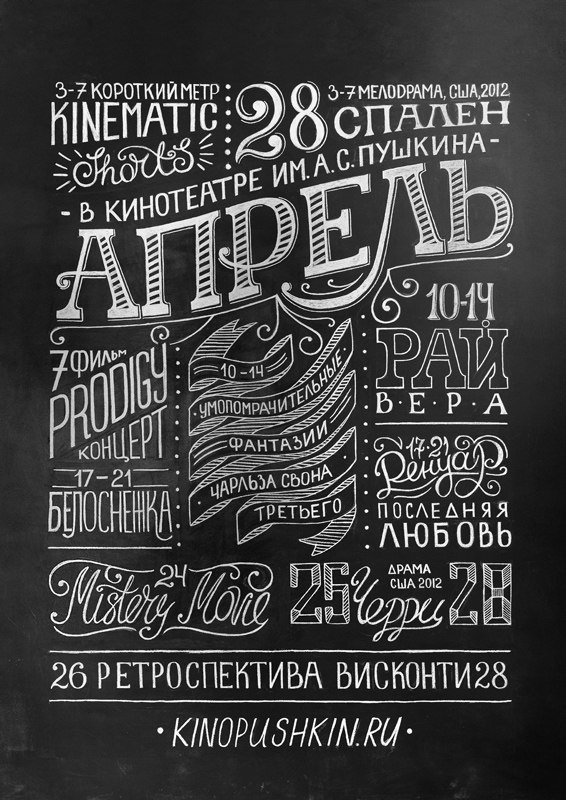 3-7 КОРОТКИЙ МЕТР
KINEMATIC
Shorts
3-7 МЕЛОДРАМА, США, 2012
28 СПАЛЕН
- В КИНОТЕАТРЕ ИМ. А. С. ПУШКИНА -
АПРЕЛЬ
7 ФИЛЬМ
PRODIGY
КОНЦЕРТ
17-21
БЕЛОСНЕЖКА
10-14
УМОПОМРАЧИТЕЛЬНЫЕ
ФАНТАЗИИ
ЧАРЛЬЗА СВОНА
ТРЕТЬЕГО
10-14
РАЙ
В·Е·Р·А
17-21
Ренуар
ПОСЛЕДНЯЯ
ЛЮБОВЬ
24
Mistery Movie
ДРАМА
США 2012
25 Черри 28
26 РЕТРОСПЕКТИВА ВИСКОНТИ 28
• KINOPUSHKIN.RU •